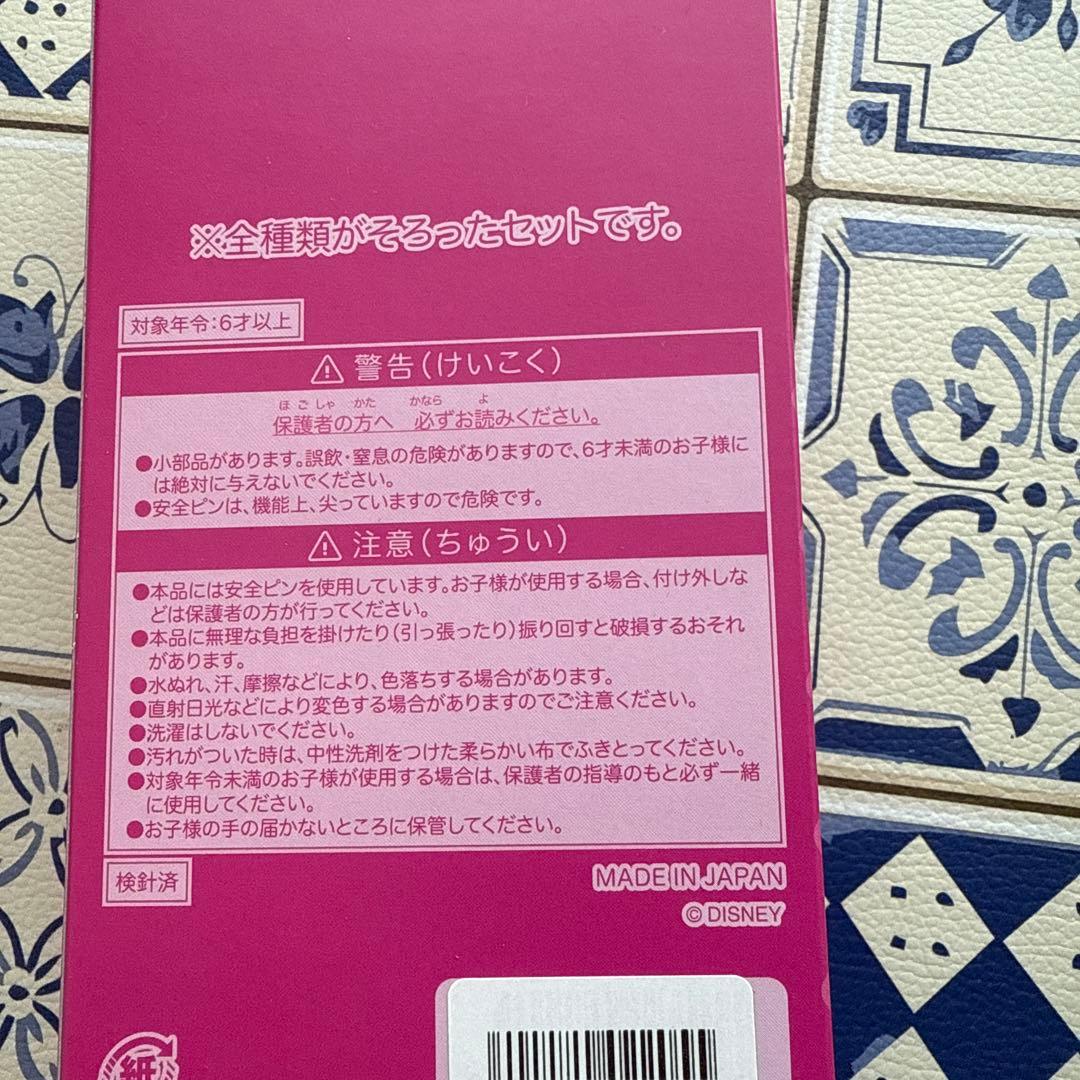 ※全種類がそろったセットです。
対象年令:6才以上
⚠ 警告(けいこく)
ほごしゃ かた かなら よ
保護者の方へ 必ずお読みください。
●小部品があります。誤飲・窒息の危険がありますので、6才未満のお子様に
は絶対に与えないでください。
●安全ピンは、機能上、尖っていますので危険です。
⚠ 注意(ちゅうい)
●本品には安全ピンを使用しています。お子様が使用する場合、付け外しな
どは保護者の方が行ってください。
●本品に無理な負担を掛けたり(引っ張ったり)振り回すと破損するおそれ
があります。
●水ぬれ、汗、摩擦などにより、色落ちする場合があります。
●直射日光などにより変色する場合がありますのでご注意ください。
●洗濯はしないでください。
●汚れがついた時は、中性洗剤をつけた柔らかい布でふきとってください。
●対象年令未満のお子様が使用する場合は、保護者の指導のもと必ず一緒
に使用してください。
●お子様の手の届かないところに保管してください。
検針済
MADE IN JAPAN
© DISNEY
紙